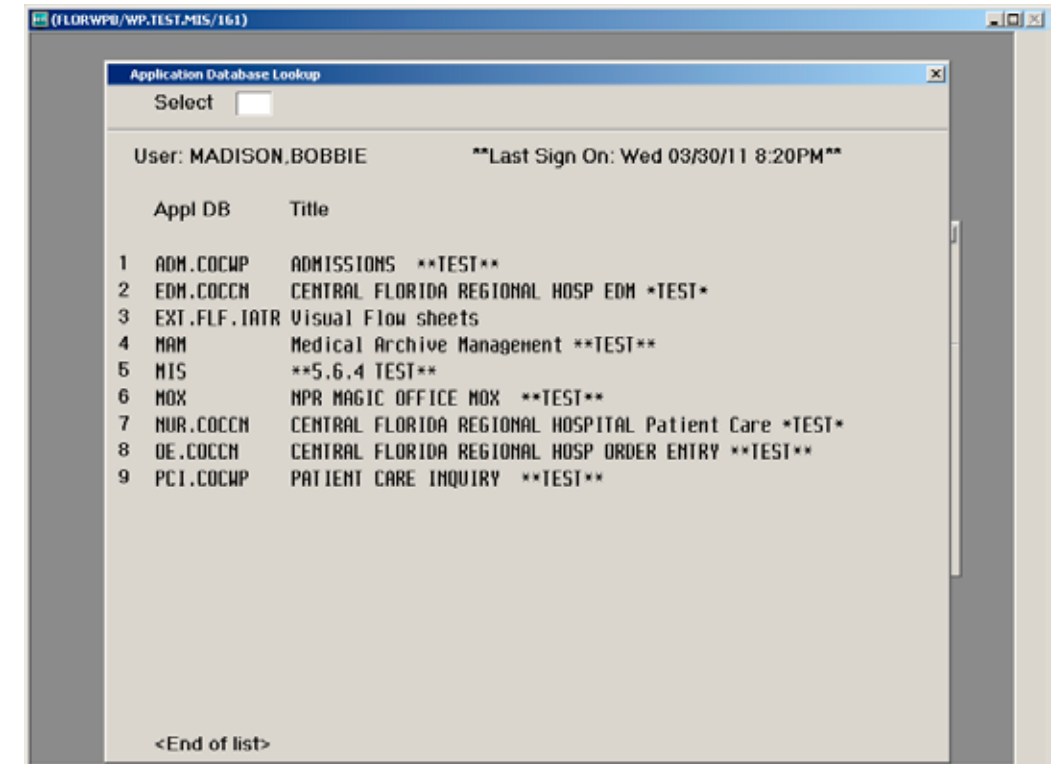 (FLORWPB/WP.TEST.MIS/161)
Application Database Lookup
Select
User: MADISON,BOBBIE **Last Sign On: Wed 03/30/11 8:20PM**
Appl DB Title
1 ADM.COCWP ADMISSIONS **TEST**
2 EDM.COCCN CENTRAL FLORIDA REGIONAL HOSP EDM *TEST*
3 EXT.FLF.IATR Visual Flow sheets
4 MAM Medical Archive Management **TEST**
5 MIS **5.6.4 TEST**
6 MOX NPR MAGIC OFFICE MOX **TEST**
7 NUR.COCCN CENTRAL FLORIDA REGIONAL HOSPITAL Patient Care *TEST*
8 OE.COCCN CENTRAL FLORIDA REGIONAL HOSP ORDER ENTRY **TEST**
9 PCI.COCWP PATIENT CARE INQUIRY **TEST**
<End of list>